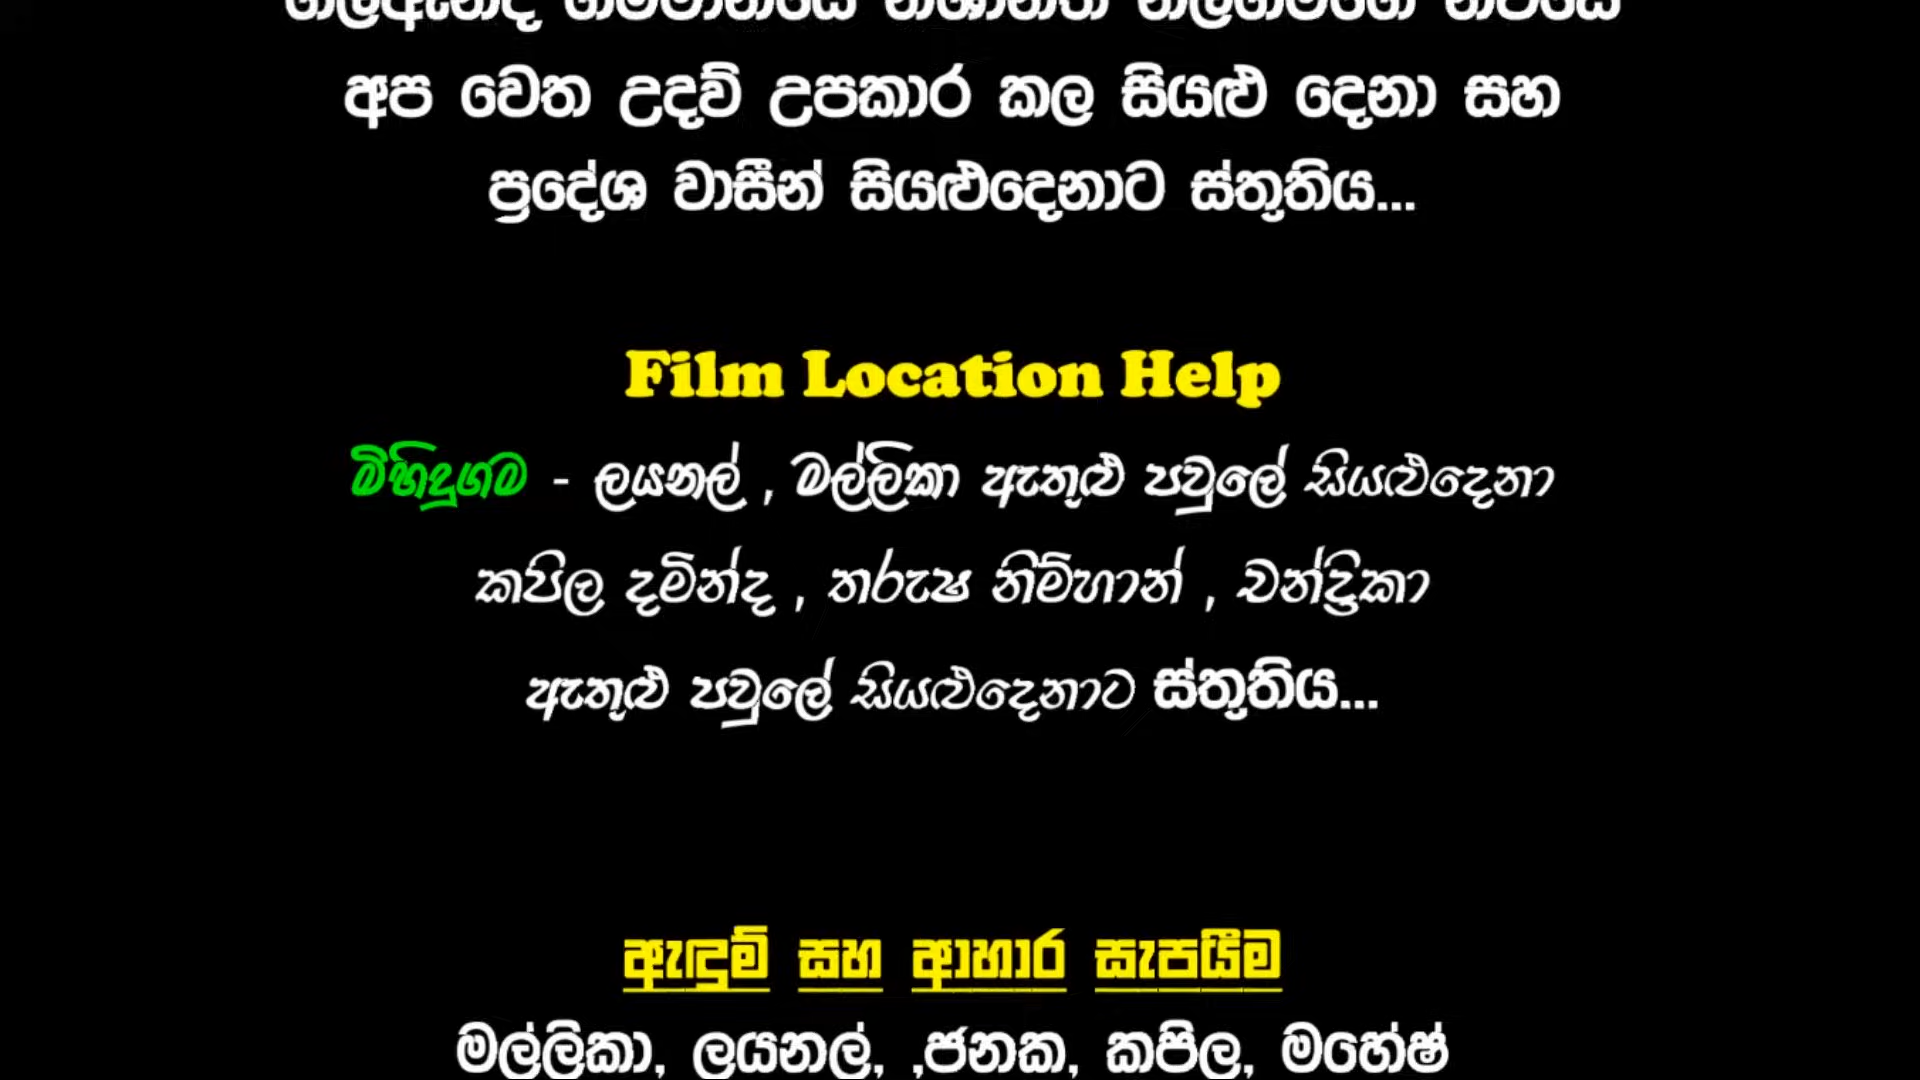 අප වෙත උදව් උපකාර කල සියළු දෙනා සහ
ප්‍රදේශ වාසීන් සියළුදෙනාට ස්තූතිය...
Film Location Help
මිහිදුගම - ලයනල් , මල්ලිකා ඇතුළු පවුලේ සියළුදෙනා
කපිල දමින්ද , තරුෂ නිම්හාන් , චන්ද්‍රිකා
ඇතුළු පවුලේ සියළුදෙනාට ස්තූතිය...
ඇඳුම් සහ ආහාර සැපයීම
මල්ලිකා, ලයනල්, ,ජනක, කපිල, මහේෂ්